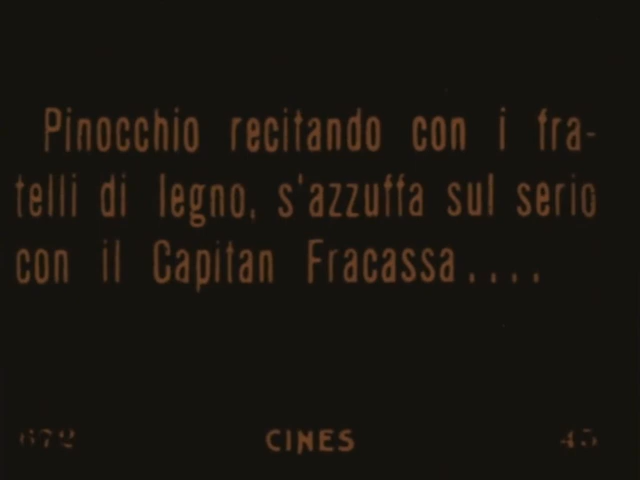 Pinocchio recitando con i fra-
telli di legno, s'azzuffa sul serio
con il Capitan Fracassa....
672 CINES 45